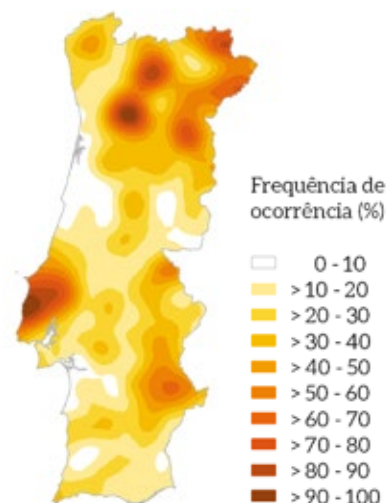 Frequência de
ocorrência (%)
0 - 10
>10 - 20
>20 - 30
>30 - 40
>40 - 50
>50 - 60
>60 - 70
>70 - 80
>80 - 90
>90 - 100